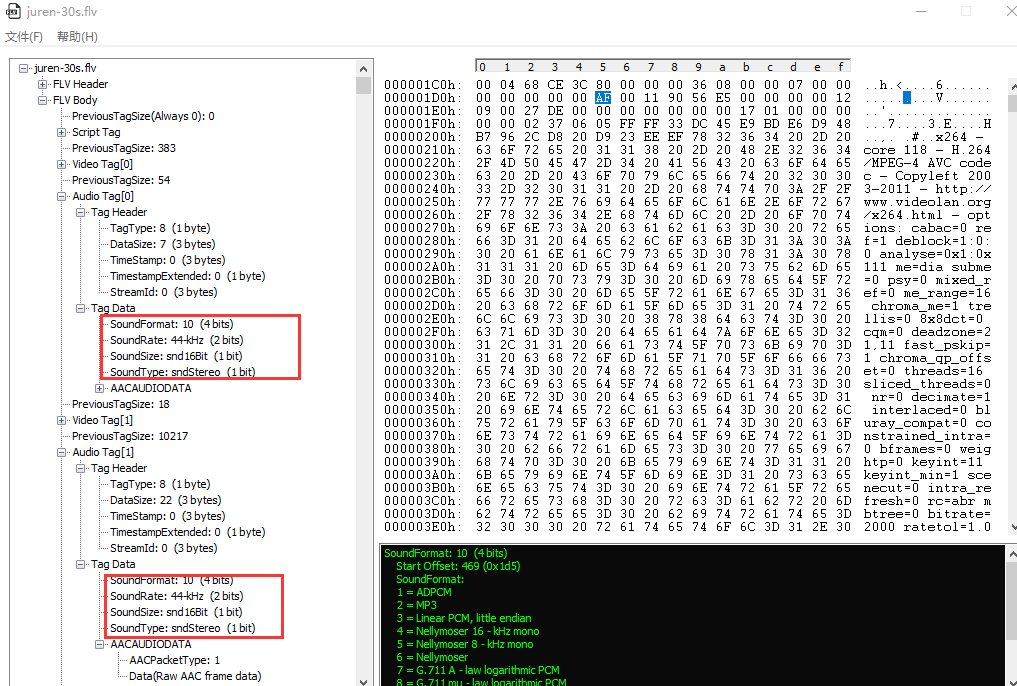 juren-30s.flv
文件(F) 帮助(H)
juren-30s.flv
FLV Header
FLV Body
PreviousTagSize(Always 0): 0
Script Tag
PreviousTagSize: 383
Video Tag[0]
PreviousTagSize: 54
Audio Tag[0]
Tag Header
TagType: 8 (1 byte)
DataSize: 7 (3 bytes)
TimeStamp: 0 (3 bytes)
TimestampExtended: 0 (1 byte)
StreamId: 0 (3 bytes)
Tag Data
SoundFormat: 10 (4 bits)
SoundRate: 44-kHz (2 bits)
SoundSize: snd16Bit (1 bit)
SoundType: sndStereo (1 bit)
AACAUDIODATA
PreviousTagSize: 18
Video Tag[1]
PreviousTagSize: 10217
Audio Tag[1]
Tag Header
TagType: 8 (1 byte)
DataSize: 22 (3 bytes)
TimeStamp: 0 (3 bytes)
TimestampExtended: 0 (1 byte)
StreamId: 0 (3 bytes)
Tag Data
SoundFormat: 10 (4 bits)
SoundRate: 44-kHz (2 bits)
SoundSize: snd16Bit (1 bit)
SoundType: sndStereo (1 bit)
AACAUDIODATA
AACPacketType: 1
Data(Raw AAC frame data)
0 1 2 3 4 5 6 7 8 9 a b c d e f
000001C0h: 00 04 68 CE 3C 80 00 00 00 36 08 00 00 07 00 00 ..h.<....6......
000001D0h: 00 00 00 00 00 AF 00 11 90 56 E5 00 00 00 00 12 .........V......
000001E0h: 09 00 27 DE 00 00 00 00 00 00 00 17 01 00 00 00 ..'.............
000001F0h: 00 00 02 37 06 05 FF FF 33 DC 45 E9 BD E6 D9 48 ...7....3.E....H
00000200h: B7 96 2C D8 20 D9 23 EE EF 78 32 36 34 20 2D 20 ..,. .#..x264 -
00000210h: 63 6F 72 65 20 31 31 38 20 2D 20 48 2E 32 36 34 core 118 - H.264
00000220h: 2F 4D 50 45 47 2D 34 20 41 56 43 20 63 6F 64 65 /MPEG-4 AVC code
00000230h: 63 20 2D 20 43 6F 70 79 6C 65 66 74 20 32 30 30 c - Copyleft 200
00000240h: 33 2D 32 30 31 31 20 2D 20 68 74 74 70 3A 2F 2F 3-2011 - http://
00000250h: 77 77 77 2E 76 69 64 65 6F 6C 61 6E 2E 6F 72 67 www.videolan.org
00000260h: 2F 78 32 36 34 2E 68 74 6D 6C 20 2D 20 6F 70 74 /x264.html - opt
00000270h: 69 6F 6E 73 3A 20 63 61 62 61 63 3D 30 20 72 65 ions: cabac=0 re
00000280h: 66 3D 31 20 64 65 62 6C 6F 63 6B 3D 31 3A 30 3A f=1 deblock=1:0:
00000290h: 30 20 61 6E 61 6C 79 73 65 3D 30 78 31 3A 30 78 0 analyse=0x1:0x
000002A0h: 31 31 31 20 6D 65 3D 64 69 61 20 73 75 62 6D 65 111 me=dia subme
000002B0h: 3D 30 20 70 73 79 3D 30 20 6D 69 78 65 64 5F 72 =0 psy=0 mixed_r
000002C0h: 65 66 3D 30 20 6D 65 5F 72 61 6E 67 65 3D 31 36 ef=0 me_range=16
000002D0h: 20 63 68 72 6F 6D 61 5F 6D 65 3D 31 20 74 72 65 chroma_me=1 tre
000002E0h: 6C 6C 69 73 3D 30 20 38 78 38 64 63 74 3D 30 20 llis=0 8x8dct=0
000002F0h: 63 71 6D 3D 30 20 64 65 61 64 7A 6F 6E 65 3D 32 cqm=0 deadzone=2
00000300h: 31 2C 31 31 20 66 61 73 74 5F 70 73 6B 69 70 3D 1,11 fast_pskip=
00000310h: 31 20 63 68 72 6F 6D 61 5F 71 70 5F 6F 66 66 73 1 chroma_qp_offs
00000320h: 65 74 3D 30 20 74 68 72 65 61 64 73 3D 31 36 20 et=0 threads=16
00000330h: 73 6C 69 63 65 64 5F 74 68 72 65 61 64 73 3D 30 sliced_threads=0
00000340h: 20 6E 72 3D 30 20 64 65 63 69 6D 61 74 65 3D 31 nr=0 decimate=1
00000350h: 20 69 6E 74 65 72 6C 61 63 65 64 3D 30 20 62 6C interlaced=0 bl
00000360h: 75 72 61 79 5F 63 6F 6D 70 61 74 3D 30 20 63 6F uray_compat=0 co
00000370h: 6E 73 74 72 61 69 6E 65 64 5F 69 6E 74 72 61 3D nstrained_intra=
00000380h: 30 20 62 66 72 61 6D 65 73 3D 30 20 77 65 69 67 0 bframes=0 weig
00000390h: 68 74 70 3D 30 20 6B 65 79 69 6E 74 3D 31 31 20 htp=0 keyint=11
000003A0h: 6B 65 79 69 6E 74 5F 6D 69 6E 3D 31 20 73 63 65 keyint_min=1 sce
000003B0h: 6E 65 63 75 74 3D 30 20 69 6E 74 72 61 5F 72 65 necut=0 intra_re
000003C0h: 66 72 65 73 68 3D 30 20 72 63 3D 61 62 72 20 6D fresh=0 rc=abr m
000003D0h: 62 74 72 65 65 3D 30 20 62 69 74 72 61 74 65 3D btree=0 bitrate=
000003E0h: 32 30 30 30 20 72 61 74 65 74 6F 6C 3D 31 2E 30 2000 ratetol=1.0
SoundFormat: 10 (4 bits)
Start Offset: 469 (0x1d5)
SoundFormat:
1 = ADPCM
2 = MP3
3 = Linear PCM, little endian
4 = Nellymoser 16 - kHz mono
5 = Nellymoser 8 - kHz mono
6 = Nellymoser
7 = G.711 A - law logarithmic PCM
8 = G.711 mu - law logarithmic PCM